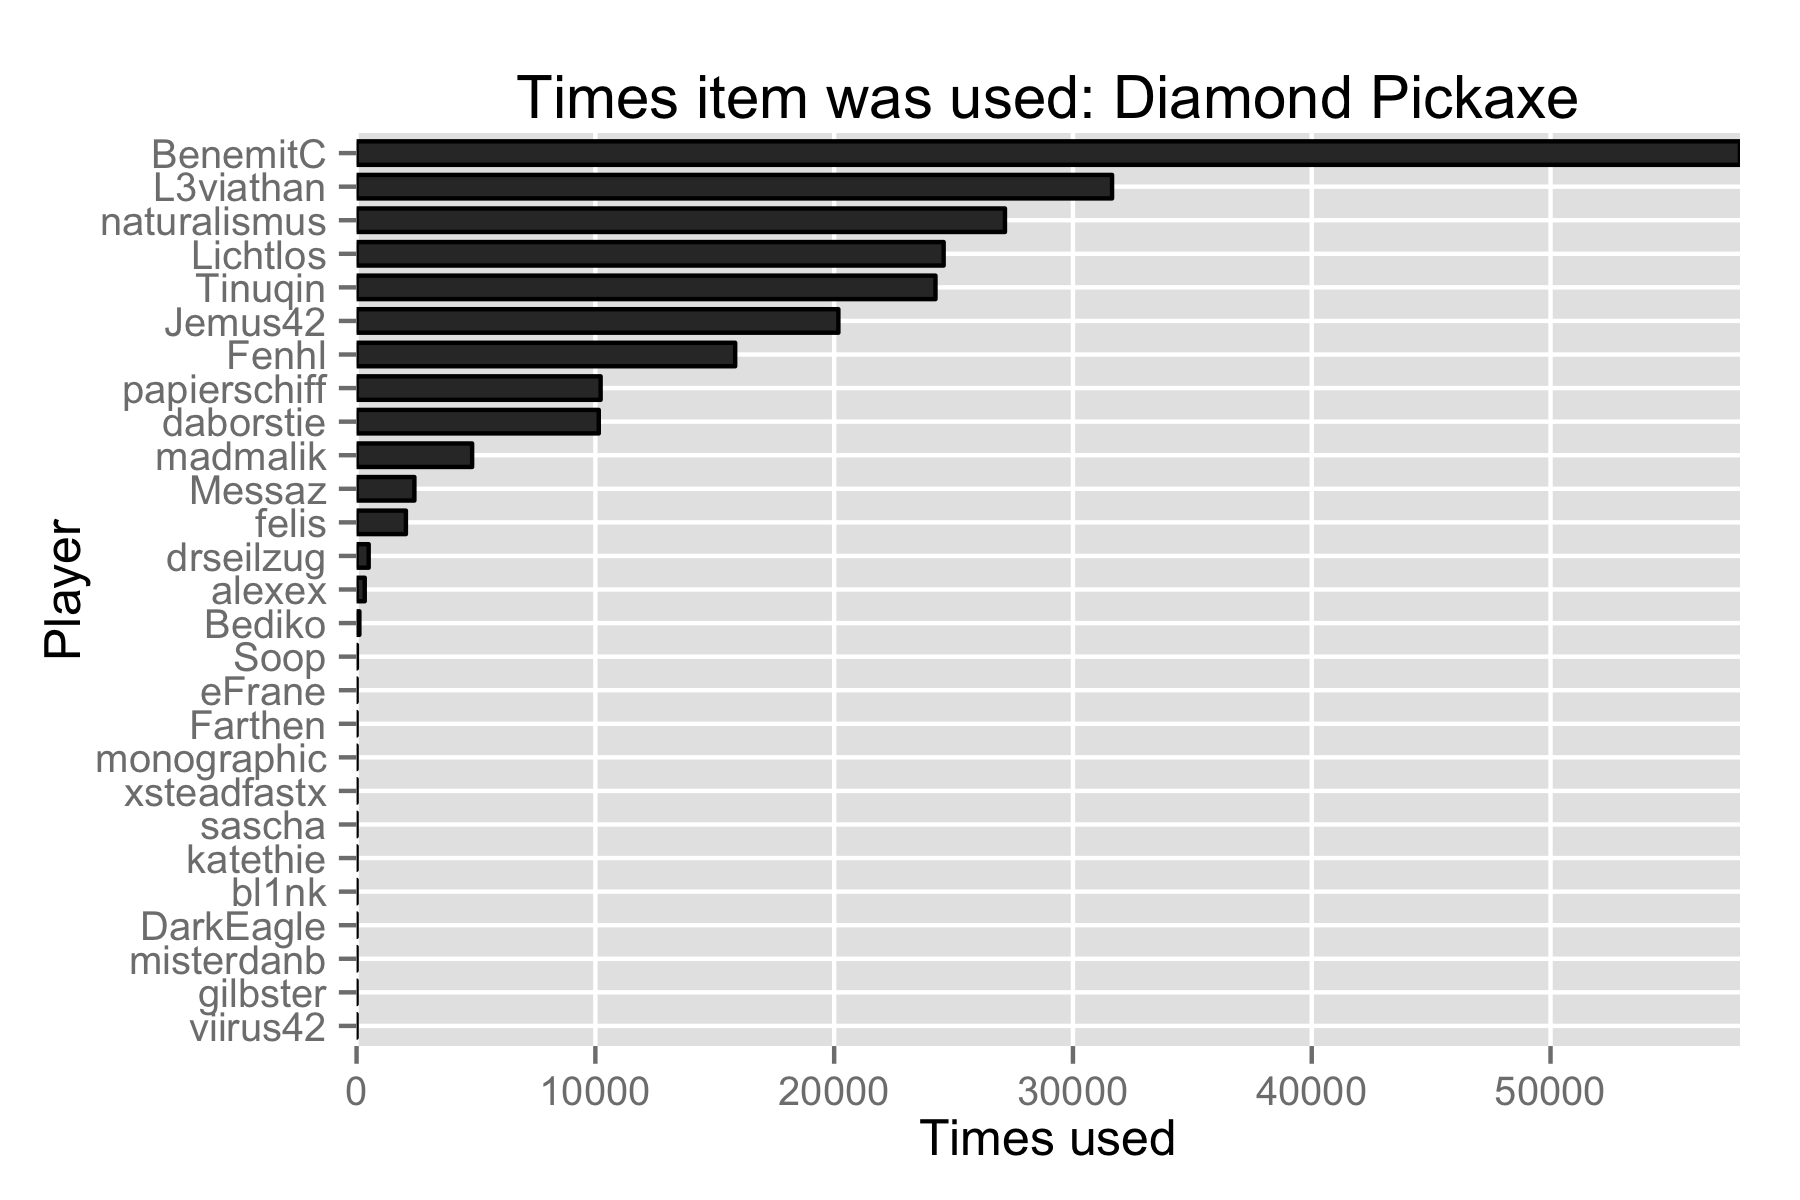 Times item was used: Diamond Pickaxe
BenemitC
L3viathan
naturalismus
Lichtlos
Tinuqin
Jemus42
Fenhl
papierschiff
daborstie
madmalik
Messaz
felis
drseilzug
alexex
Bediko
Soop
eFrane
Farthen
monographic
xsteadfastx
sascha
katethie
bl1nk
DarkEagle
misterdanb
gilbster
viirus42
Player
0 10000 20000 30000 40000 50000
Times used